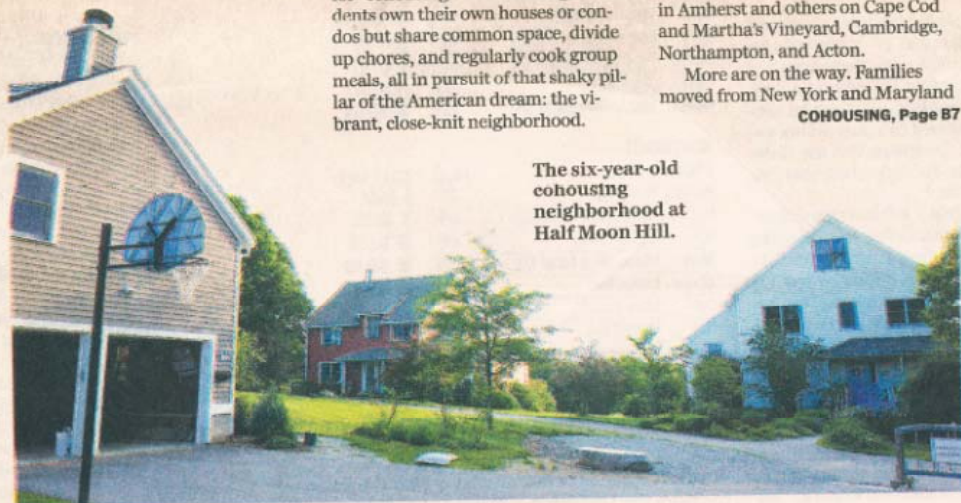 dents own their own houses or con-
dos but share common space, divide
up chores, and regularly cook group
meals, all in pursuit of that shaky pil-
lar of the American dream: the vi-
brant, close-knit neighborhood.
in Amherst and others on Cape Cod
and Martha's Vineyard, Cambridge,
Northampton, and Acton.
More are on the way. Families
moved from New York and Maryland
COHOUSING, Page B7
The six-year-old
cohousing
neighborhood at
Half Moon Hill.